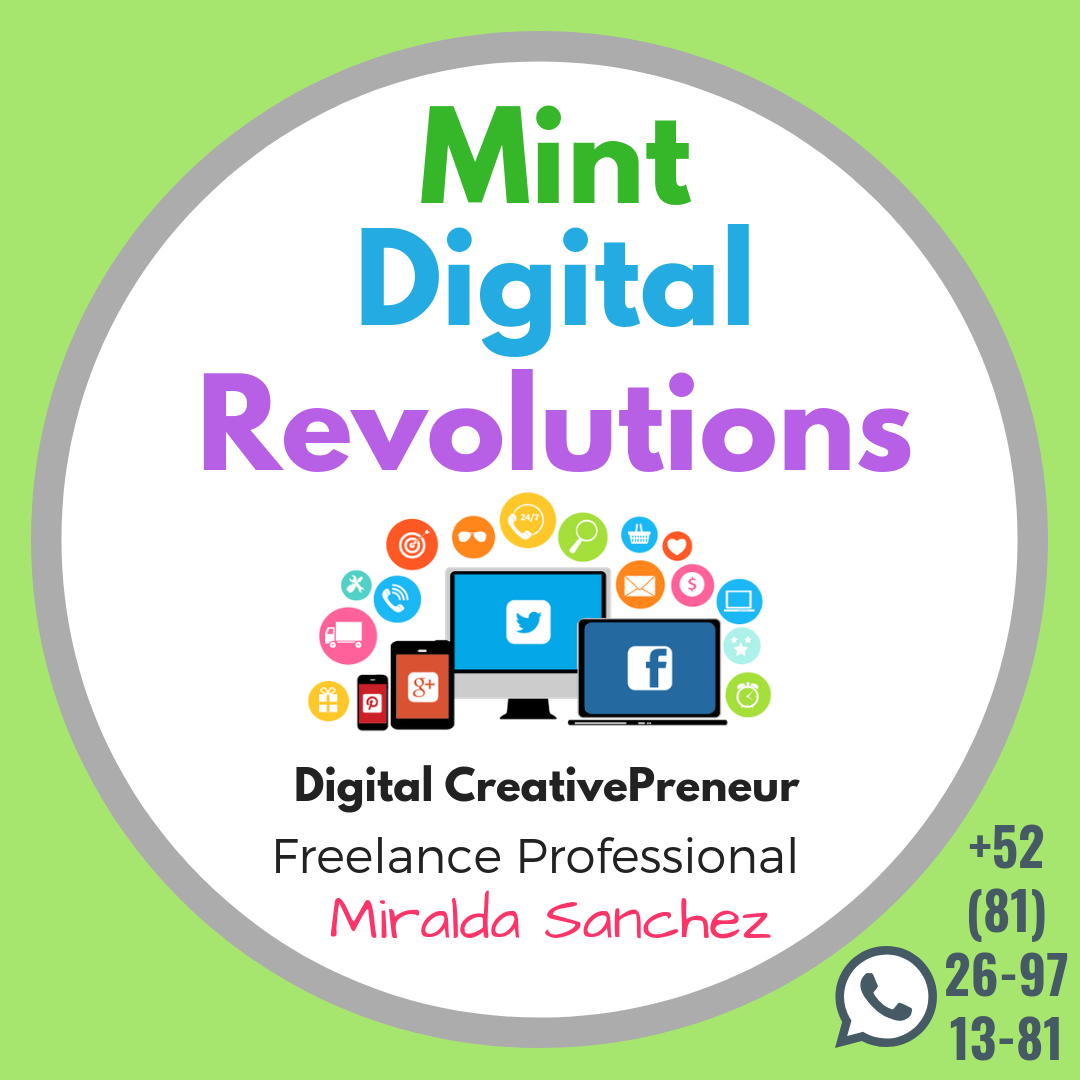 Mint
Digital
Revolutions
24/7
$
g+
f
Digital CreativePreneur
Freelance Professional
Miralda Sanchez
+52
(81)
26-97
13-81